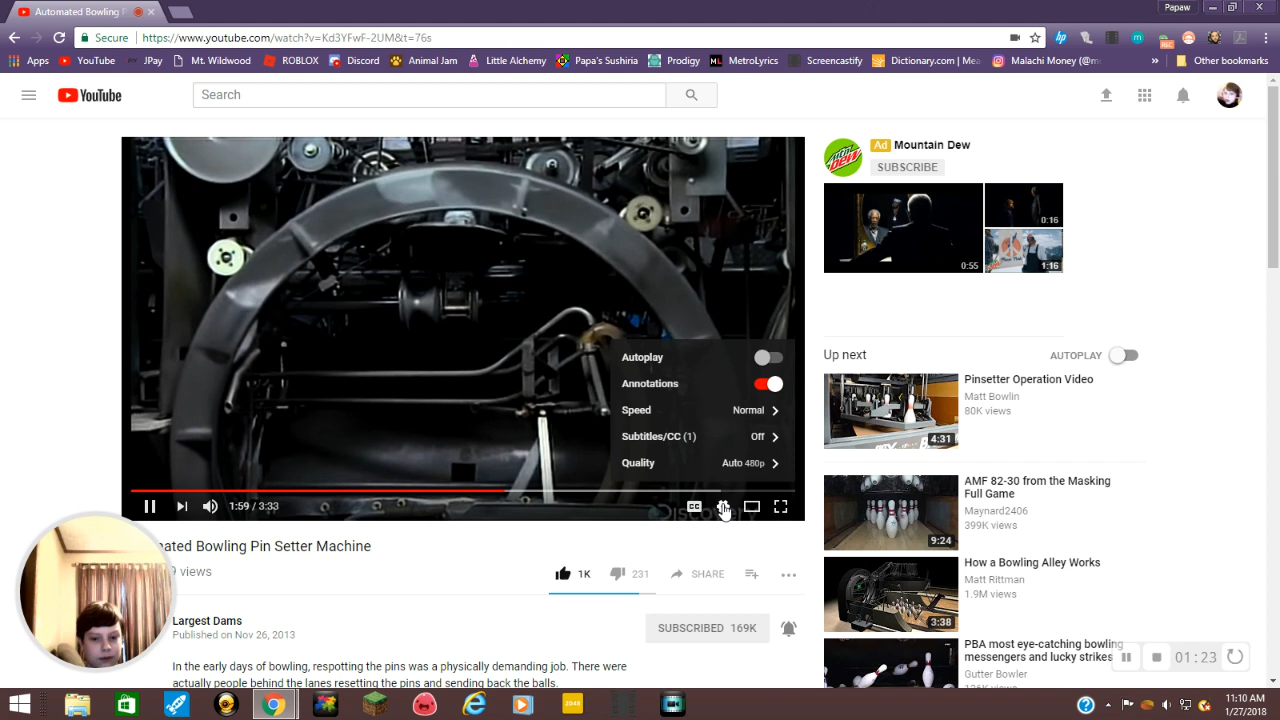 Automated Bowling P
Papaw
Secure
https://www.youtube.com/watch?v=Kd3YFwF-2UM&t=76s
hp
REC
Apps
YouTube
JPay
Mt. Wildwood
ROBLOX
Discord
Animal Jam
Little Alchemy
Papa's Sushiria
Prodigy
MetroLyrics
Screencastify
Dictionary.com | Mea
Malachi Money (@m
»
Other bookmarks
YouTube
Search
Ad Mountain Dew
SUBSCRIBE
0:55
0:16
1:16
Autoplay
Annotations
Speed Normal
Subtitles/CC (1) Off
Quality Auto 480p
1:59 / 3:33
CC
Discovery
Up next
AUTOPLAY
Pinsetter Operation Video
Matt Bowlin
80K views
4:31
AMF 82-30 from the Masking
Full Game
Maynard2406
399K views
9:24
How a Bowling Alley Works
Matt Rittman
1.9M views
3:38
PBA most eye-catching bowling
messengers and lucky strikes
Gutter Bowler
ated Bowling Pin Setter Machine
views
1K
231
SHARE
Largest Dams
Published on Nov 26, 2013
SUBSCRIBED 169K
In the early days of bowling, respotting the pins was a physically demanding job. There were
actually people the
resetting the pins and sending back the balls.
01:23
2048
11:10 AM
1/27/2018